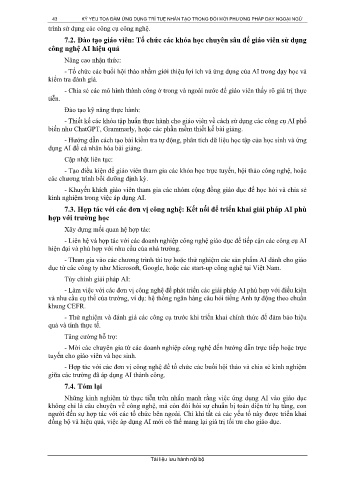 43 KỶ YẾU TỌA ĐÀM ỨNG DỤNG TRÍ TUỆ NHÂN TẠO TRONG ĐỔI MỚI PHƯƠNG PHÁP DẠY NGOẠI NGỮ
trình sử dụng các công cụ công nghệ.
7.2. Đào tạo giáo viên: Tổ chức các khóa học chuyên sâu để giáo viên sử dụng
công nghệ AI hiệu quả
Nâng cao nhận thức:
- Tổ chức các buổi hội thảo nhằm giới thiệu lợi ích và ứng dụng của AI trong dạy học và
kiểm tra đánh giá.
- Chia sẻ các mô hình thành công ở trong và ngoài nước để giáo viên thấy rõ giá trị thực
tiễn.
Đào tạo kỹ năng thực hành:
- Thiết kế các khóa tập huấn thực hành cho giáo viên về cách sử dụng các công cụ AI phổ
biến như ChatGPT, Grammarly, hoặc các phần mềm thiết kế bài giảng.
- Hướng dẫn cách tạo bài kiểm tra tự động, phân tích dữ liệu học tập của học sinh và ứng
dụng AI để cá nhân hóa bài giảng.
Cập nhật liên tục:
- Tạo điều kiện để giáo viên tham gia các khóa học trực tuyến, hội thảo công nghệ, hoặc
các chương trình bồi dưỡng định kỳ.
- Khuyến khích giáo viên tham gia các nhóm cộng đồng giáo dục để học hỏi và chia sẻ
kinh nghiệm trong việc áp dụng AI.
7.3. Hợp tác với các đơn vị công nghệ: Kết nối để triển khai giải pháp AI phù
hợp với trường học
Xây dựng mối quan hệ hợp tác:
- Liên hệ và hợp tác với các doanh nghiệp công nghệ giáo dục để tiếp cận các công cụ AI
hiện đại và phù hợp với nhu cầu của nhà trường.
- Tham gia vào các chương trình tài trợ hoặc thử nghiệm các sản phẩm AI dành cho giáo
dục từ các công ty như Microsoft, Google, hoặc các start-up công nghệ tại Việt Nam.
Tùy chỉnh giải pháp AI:
- Làm việc với các đơn vị công nghệ để phát triển các giải pháp AI phù hợp với điều kiện
và nhu cầu cụ thể của trường, ví dụ: hệ thống ngân hàng câu hỏi tiếng Anh tự động theo chuẩn
khung CEFR.
- Thử nghiệm và đánh giá các công cụ trước khi triển khai chính thức để đảm bảo hiệu
quả và tính thực tế.
Tăng cường hỗ trợ:
- Mời các chuyên gia từ các doanh nghiệp công nghệ đến hướng dẫn trực tiếp hoặc trực
tuyến cho giáo viên và học sinh.
- Hợp tác với các đơn vị công nghệ để tổ chức các buổi hội thảo và chia sẻ kinh nghiệm
giữa các trường đã áp dụng AI thành công.
7.4. Tóm lại
Những kinh nghiệm từ thực tiễn trên nhấn mạnh rằng việc ứng dụng AI vào giáo dục
không chỉ là câu chuyện về công nghệ, mà còn đòi hỏi sự chuẩn bị toàn diện từ hạ tầng, con
người đến sự hợp tác với các tổ chức bên ngoài. Chỉ khi tất cả các yếu tố này được triển khai
đồng bộ và hiệu quả, việc áp dụng AI mới có thể mang lại giá trị tối ưu cho giáo dục.
Tài liệu lưu hành nội bộ